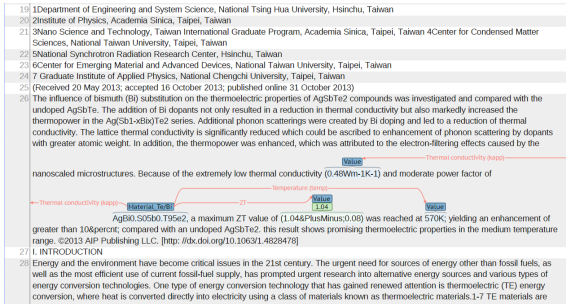 19 1Department of Engineering and System Science, National Tsing Hua University, Hsinchu, Taiwan
20 2Institute of Physics, Academia Sinica, Taipei, Taiwan
21 3Nano Science and Technology, Taiwan International Graduate Program, Academia Sinica, Taipei, Taiwan 4Center for Condensed Matter
Sciences, National Taiwan University, Taipei, Taiwan
22 5National Synchrotron Radiation Research Center, Hsinchu, Taiwan
23 6Center for Emerging Material and Advanced Devices, National Taiwan University, Taipei, Taiwan
24 7 Graduate Institute of Applied Physics, National Chengchi University, Taipei, Taiwan
25 (Received 20 May 2013; accepted 16 October 2013; published online 31 October 2013)
26 The influence of bismuth (Bi) substitution on the thermoelectric properties of AgSbTe2 compounds was investigated and compared with the
undoped AgSbTe. The addition of Bi dopants not only resulted in a reduction in thermal conductivity but also markedly increased the
thermopower in the Ag(Sb1-xBix)Te2 series. Additional phonon scatterings were created by Bi doping and led to a reduction of thermal
conductivity. The lattice thermal conductivity is significantly reduced which could be ascribed to enhancement of phonon scattering by dopants
with greater atomic weight. In addition, the thermopower was enhanced, which was attributed to the electron-filtering effects caused by the
Thermal conductivity (kapp)
Value
nanoscaled microstructures. Because of the extremely low thermal conductivity (0.48Wm-1K-1) and moderate power factor of
Temperature (temp)
Thermal conductivity (kapp) ZT Value
Material_Te/Bi 1.04 Value
AgBi0.S05b0.T95e2, a maximum ZT value of (1.04&PlusMinus;0.08) was reached at 570K; yielding an enhancement of
greater than 10&percnt; compared with an undoped AgSbTe2. this result shows promising thermoelectric properties in the medium temperature
range. ©2013 AIP Publishing LLC. [http: //dx.doi.org/10.1063/1.4828478]
27 I. INTRODUCTION
28 Energy and the environment have become critical issues in the 21st century. The urgent need for sources of energy other than fossil fuels, as
well as the most efficient use of current fossil-fuel supply, has prompted urgent research into alternative energy sources and various types of
energy conversion technologies. One type of energy conversion technology that has gained renewed attention is thermoelectric (TE) energy
conversion, where heat is converted directly into electricity using a class of materials known as thermoelectric materials.1-7 TE materials are